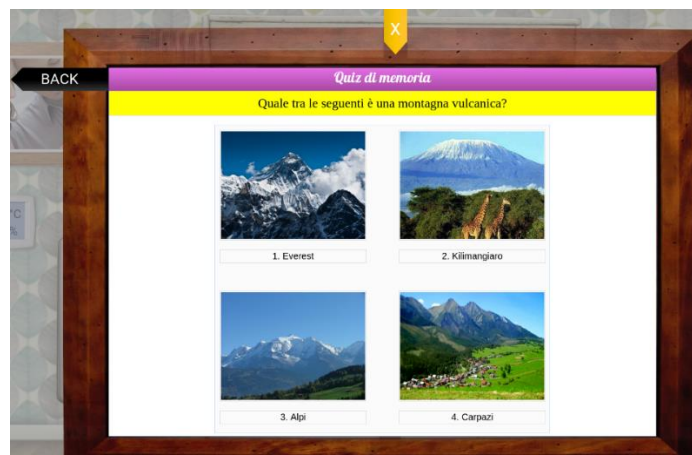 X
BACK
Quiz di memoria
Quale tra le seguenti è una montagna vulcanica?
1. Everest
2. Kilimangiaro
3. Alpi
4. Carpazi
°C
%